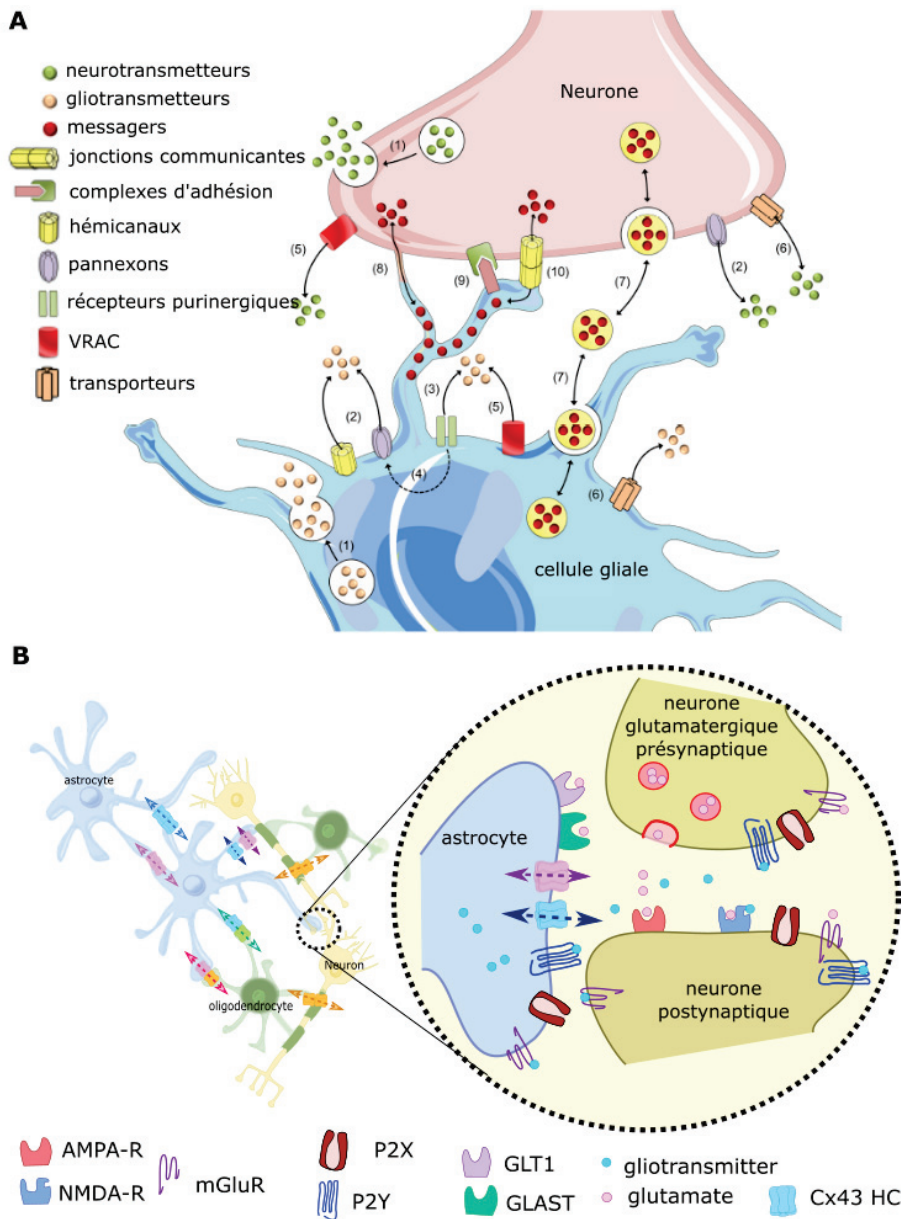 A
neurotransmetteurs
gliotransmetteurs
messagers
jonctions communicantes
complexes d'adhésion
hémicanaux
pannexons
récepteurs purinergiques
VRAC
transporteurs
Neurone
(1)
(5)
(8)
(9)
(10)
(7)
(2)
(6)
(7)
(2)
(3)
(5)
(4)
(6)
(1)
cellule gliale
B
astrocyte
Neuron
oligodendrocyte
neurone
glutamatergique
présynaptique
astrocyte
neurone
postynaptique
AMPA-R
NMDA-R
mGluR
P2X
P2Y
GLT1
GLAST
gliotransmitter
glutamate
Cx43 HC